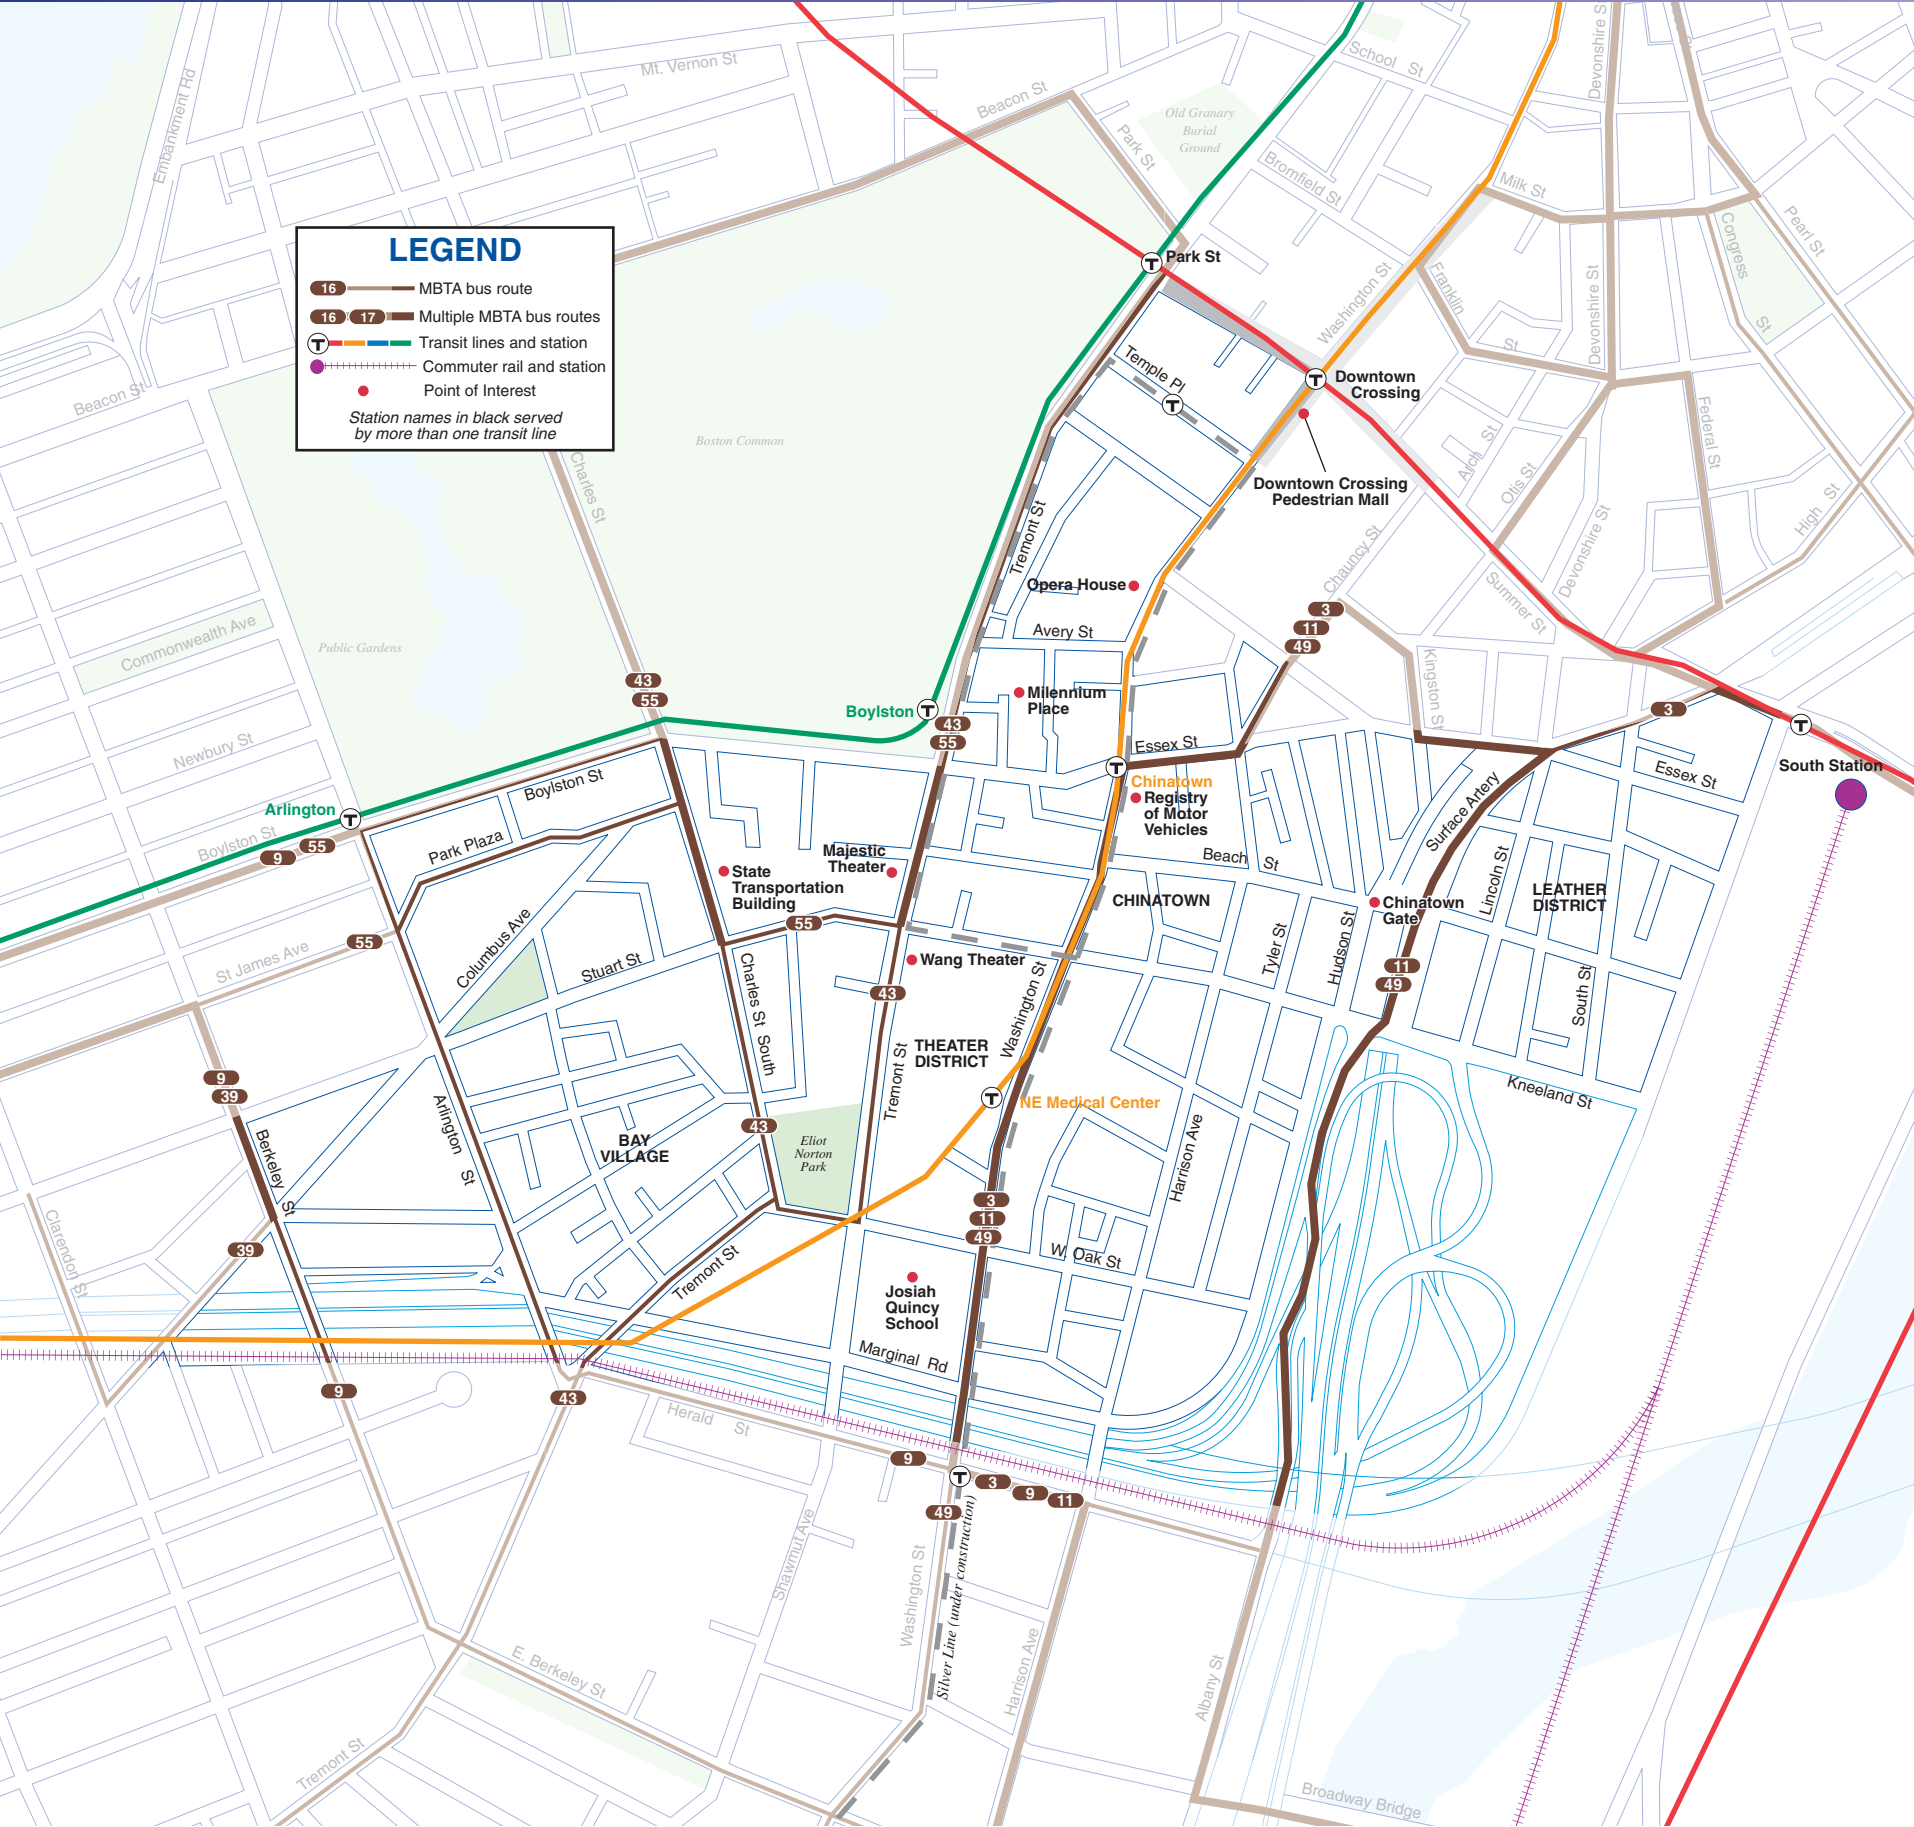 Mt. Vernon St
Beacon St
Park St
Old Granary
Burial
Ground
School St
Devonshire St
Embankment Rd
Bromfield St
Milk St
Pearl St
Congress
St
LEGEND
16 MBTA bus route
16 17 Multiple MBTA bus routes
T Transit lines and station
Commuter rail and station
Point of Interest
Station names in black served
by more than one transit line
T Park St
Washington St
Franklin
St
Devonshire St
Federal St
Beacon St
Charles St
Boston Common
Temple Pl
T
T Downtown
Crossing
Downtown Crossing
Pedestrian Mall
Arch St
Otis St
High St
Devonshire St
Summer St
Chauncy St
Kingston St
Tremont St
Opera House
Avery St
Commonwealth Ave
Public Gardens
3
11
49
43
55
Boylston T
43
55
Milennium
Place
Essex St
T
Chinatown
Registry
of Motor
Vehicles
3
T
South Station
Essex St
Surface Artery
Newbury St
Arlington T
Boylston St
9
55
Boylston St
Park Plaza
State
Transportation
Building
Majestic
Theater
Beach St
CHINATOWN
Chinatown
Gate
Lincoln St
LEATHER
DISTRICT
55
55
St James Ave
Columbus Ave
Stuart St
Wang Theater
43
Charles St South
THEATER
DISTRICT
Washington St
Tyler St
Hudson St
11
49
South St
Kneeland St
9
39
Berkeley St
Arlington St
BAY
VILLAGE
43
Eliot
Norton
Park
Tremont St
T
NE Medical Center
Harrison Ave
3
11
49
W. Oak St
Clarendon St
39
Tremont St
Josiah
Quincy
School
Marginal Rd
9
43
Herald St
9
T
3
9
11
49
Shawmut Ave
Washington St
Silver Line (under construction)
Harrison Ave
Albany St
E. Berkeley St
Tremont St
Broadway Bridge